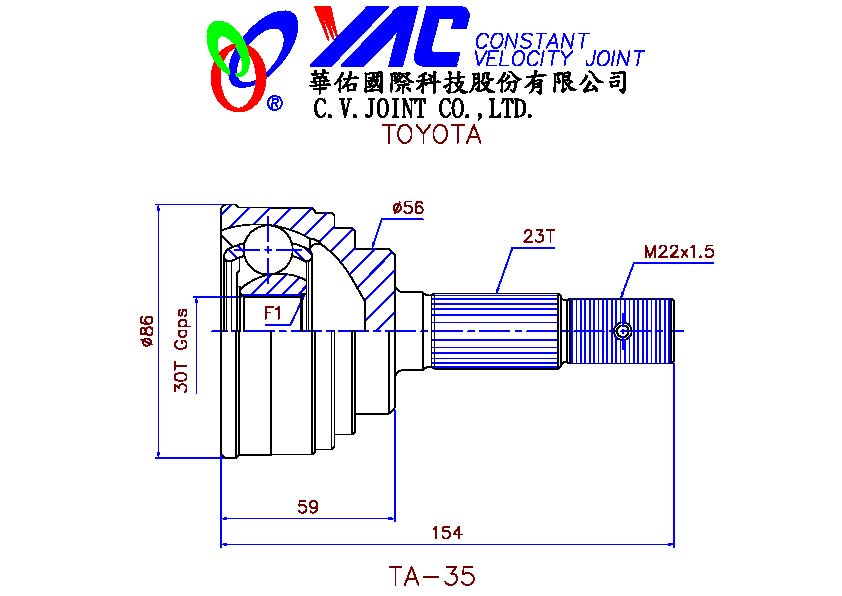 YAC CONSTANT
VELOCITY JOINT
®
華佑國際科技股份有限公司
C.V.JOINT CO.,LTD.
TOYOTA
ø56
23T
M22x1.5
F1
ø86
30T Gaps
59
154
TA-35